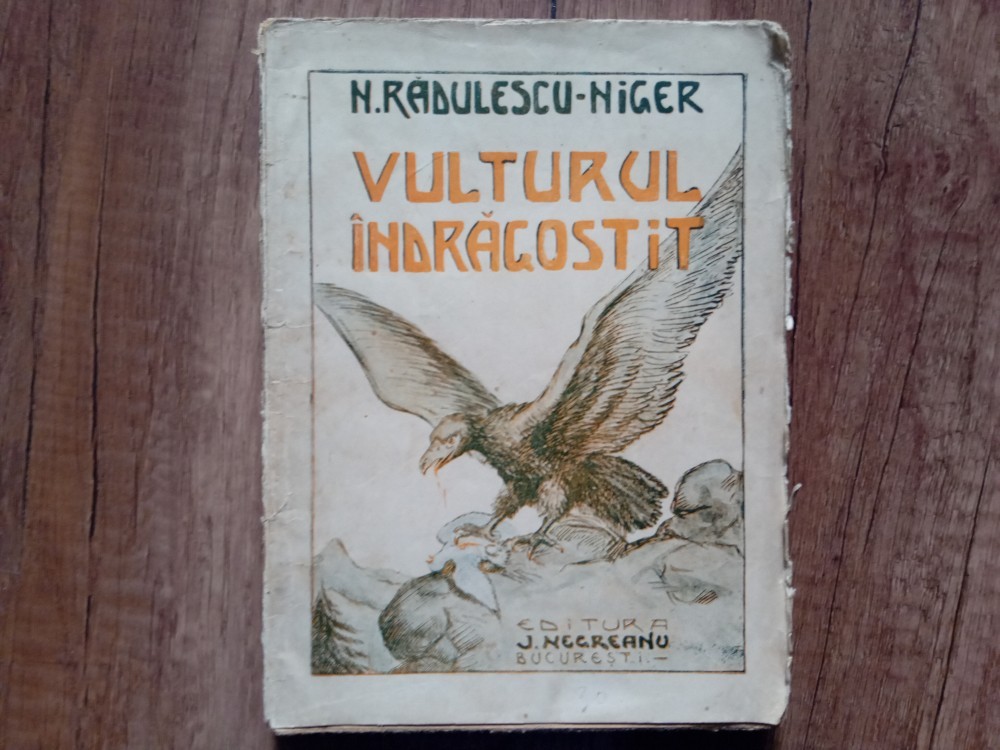 N. RĂDULESCU-NiGER
VULTURUL
ÎNDRĂGOSTiT
EDITURA
J. NEGREANU
BUCUREȘTi.—